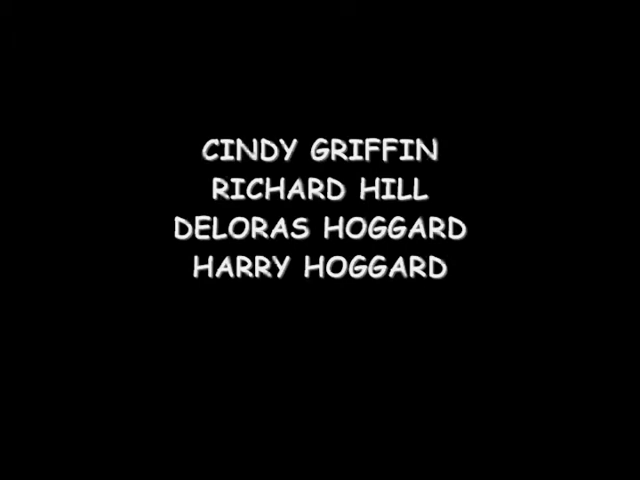 CINDY GRIFFIN
RICHARD HILL
DELORAS HOGGARD
HARRY HOGGARD